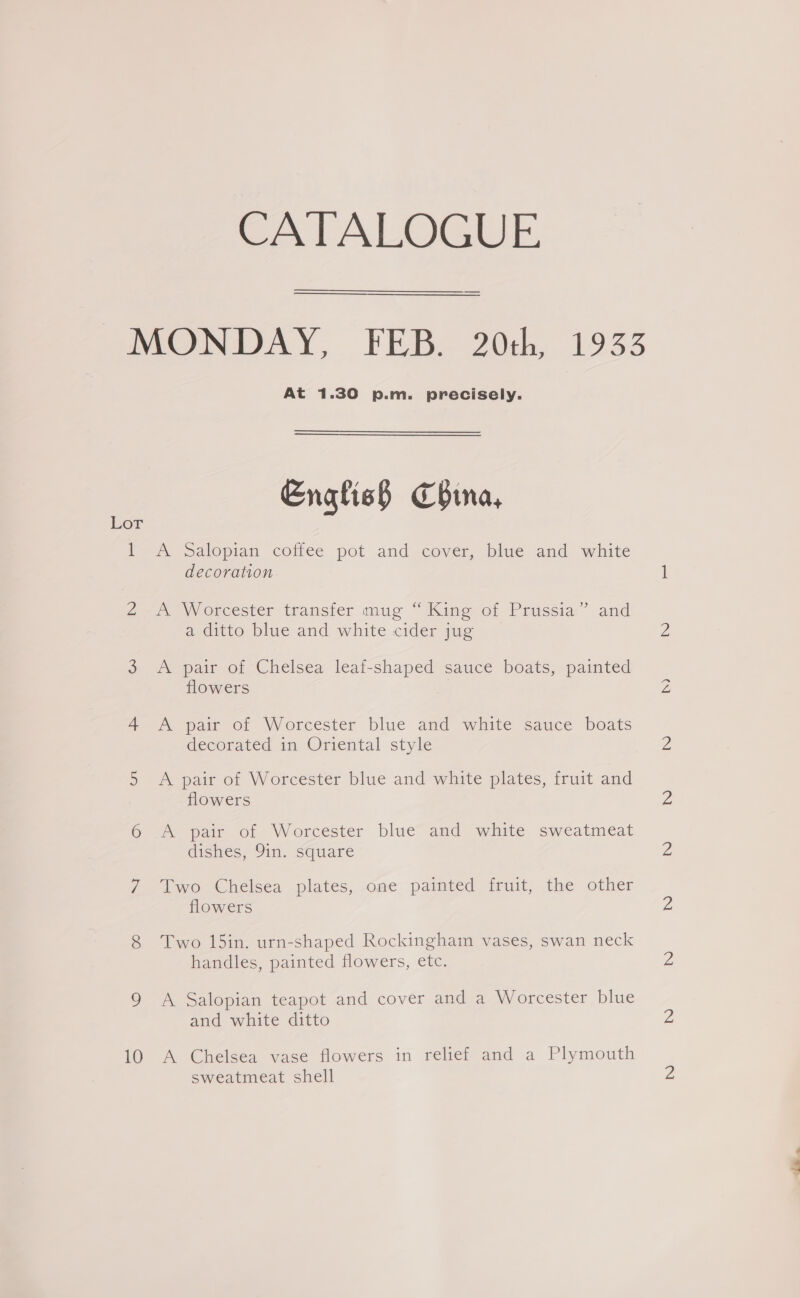 CATALOGUE
MONDAY, FEB. 20th, 1933
At 1.30 p.m. precisely.
English China,
LOT
1 A Salopian coffee pot and cover, blue and white
decoration 1
2 A Worcester transfer mug “ King of Prussia ” and
a ditto blue and white cider jug 2
3 A pair of Chelsea leaf-shaped sauce boats, painted
flowers 2
4 A pair of Worcester blue and white sauce boats
decorated in Oriental style 2
5 A pair of Worcester blue and white plates, fruit and
flowers 2
6 A pair of Worcester blue and white sweatmeat
dishes, 9in. square 2
7 Two Chelsea plates, one painted fruit, the other
flowers 2
8 Two 15in. urn-shaped Rockingham vases, swan neck
handles, painted flowers, etc. 2
9 A Salopian teapot and cover and a Worcester blue
and white ditto 2
10 A Chelsea vase flowers in relief and a Plymouth
sweatmeat shell 2